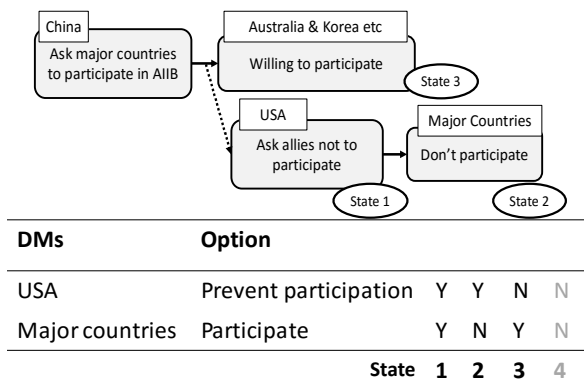 China
Ask major countries
to participate in AIIB
Australia & Korea etc
Willing to participate
State 3
USA
Ask allies not to
participate
State 1
Major Countries
Don't participate
State 2
DMs Option
USA Prevent participation Y Y N N
Major countries Participate Y N Y N
State 1 2 3 4